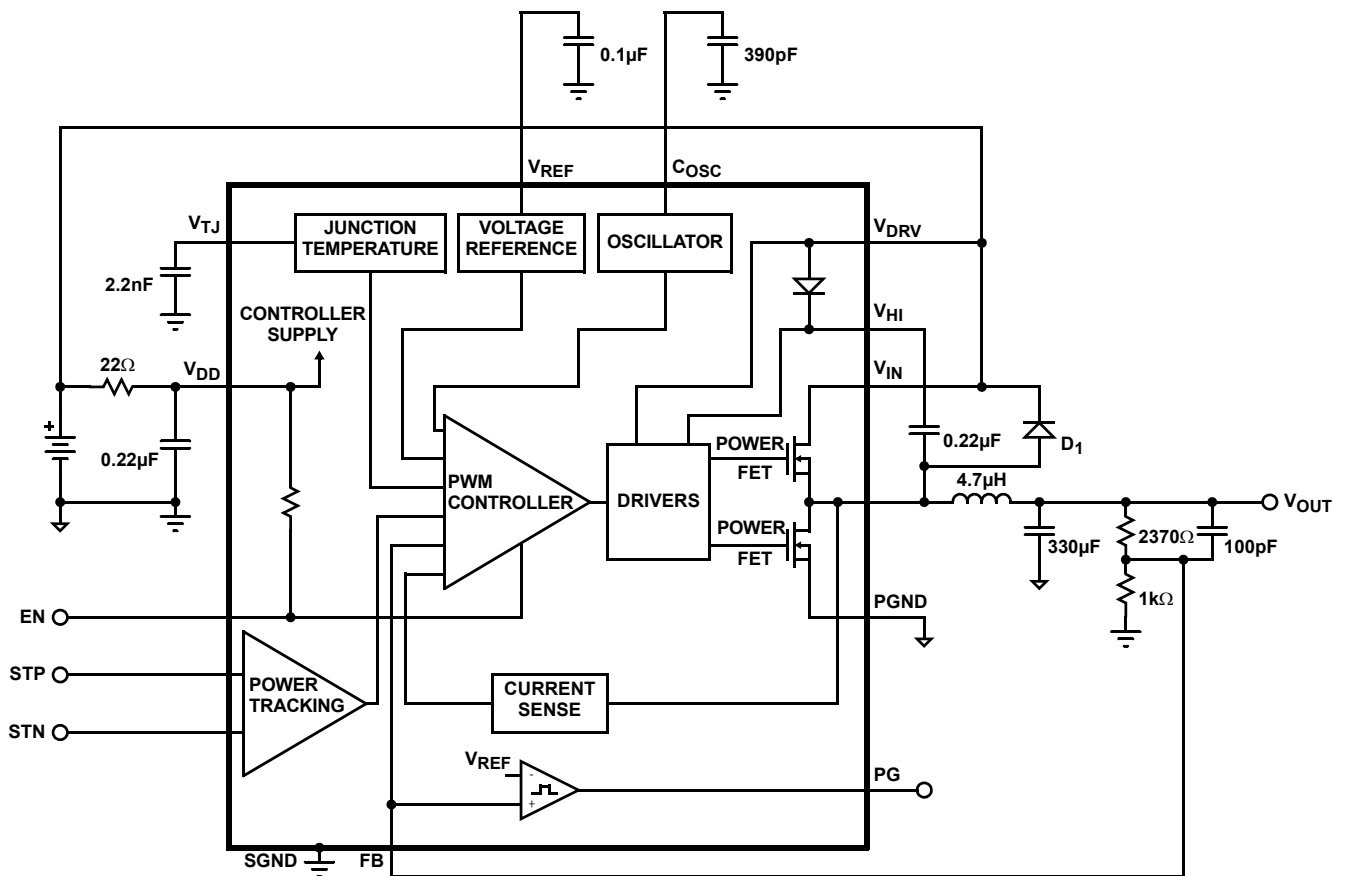 0.1µF
390pF
VREF
COSC
VTJ
JUNCTION
TEMPERATURE
VOLTAGE
REFERENCE
OSCILLATOR
VDRV
2.2nF
CONTROLLER
SUPPLY
VHI
22Ω
VDD
VIN
+
0.22µF
POWER
FET
0.22µF
D1
PWM
CONTROLLER
DRIVERS
4.7µH
VOUT
POWER
FET
330µF
2370Ω
100pF
1kΩ
PGND
EN
STP
POWER
TRACKING
STN
CURRENT
SENSE
VREF
-
+
PG
SGND
FB